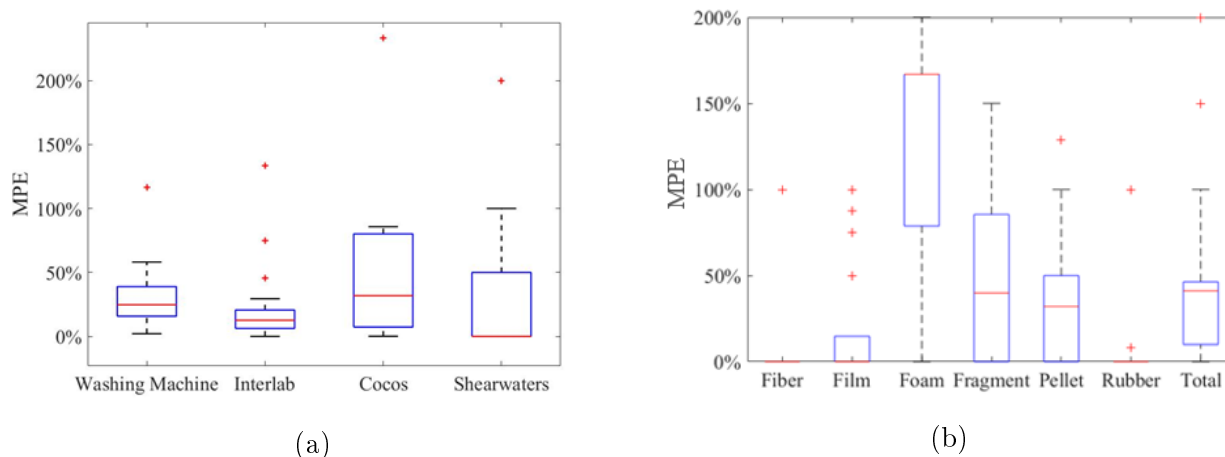 MPE
200%
150%
100%
50%
0%
Washing Machine Interlab Cocos Shearwaters
(a)
MPE
200%
150%
100%
50%
0%
Fiber Film Foam Fragment Pellet Rubber Total
(b)